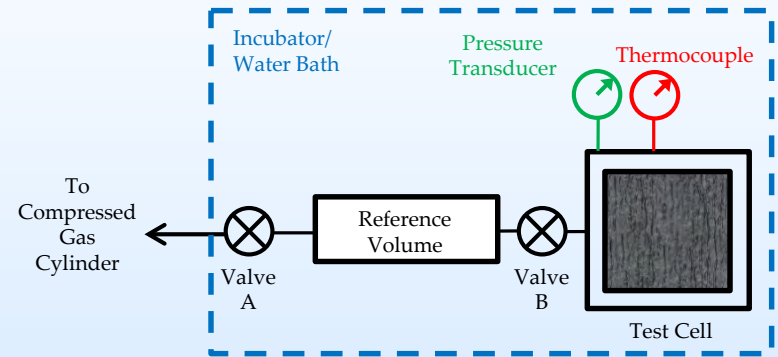 Incubator/
Water Bath
Pressure
Transducer
Thermocouple
To
Compressed
Gas
Cylinder
Reference
Volume
Valve
A
Valve
B
Test Cell